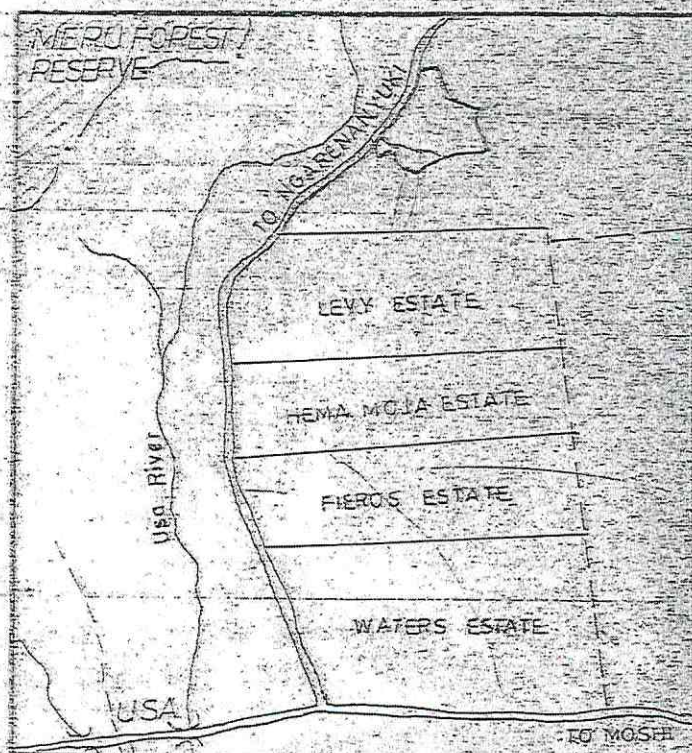 MERU FOREST
RESERVE
TO NGARENANYUKI
LEVY ESTATE
HEMA MOJA ESTATE
FIEROS ESTATE
Usa River
WATERS ESTATE
USA
TO MOSHI